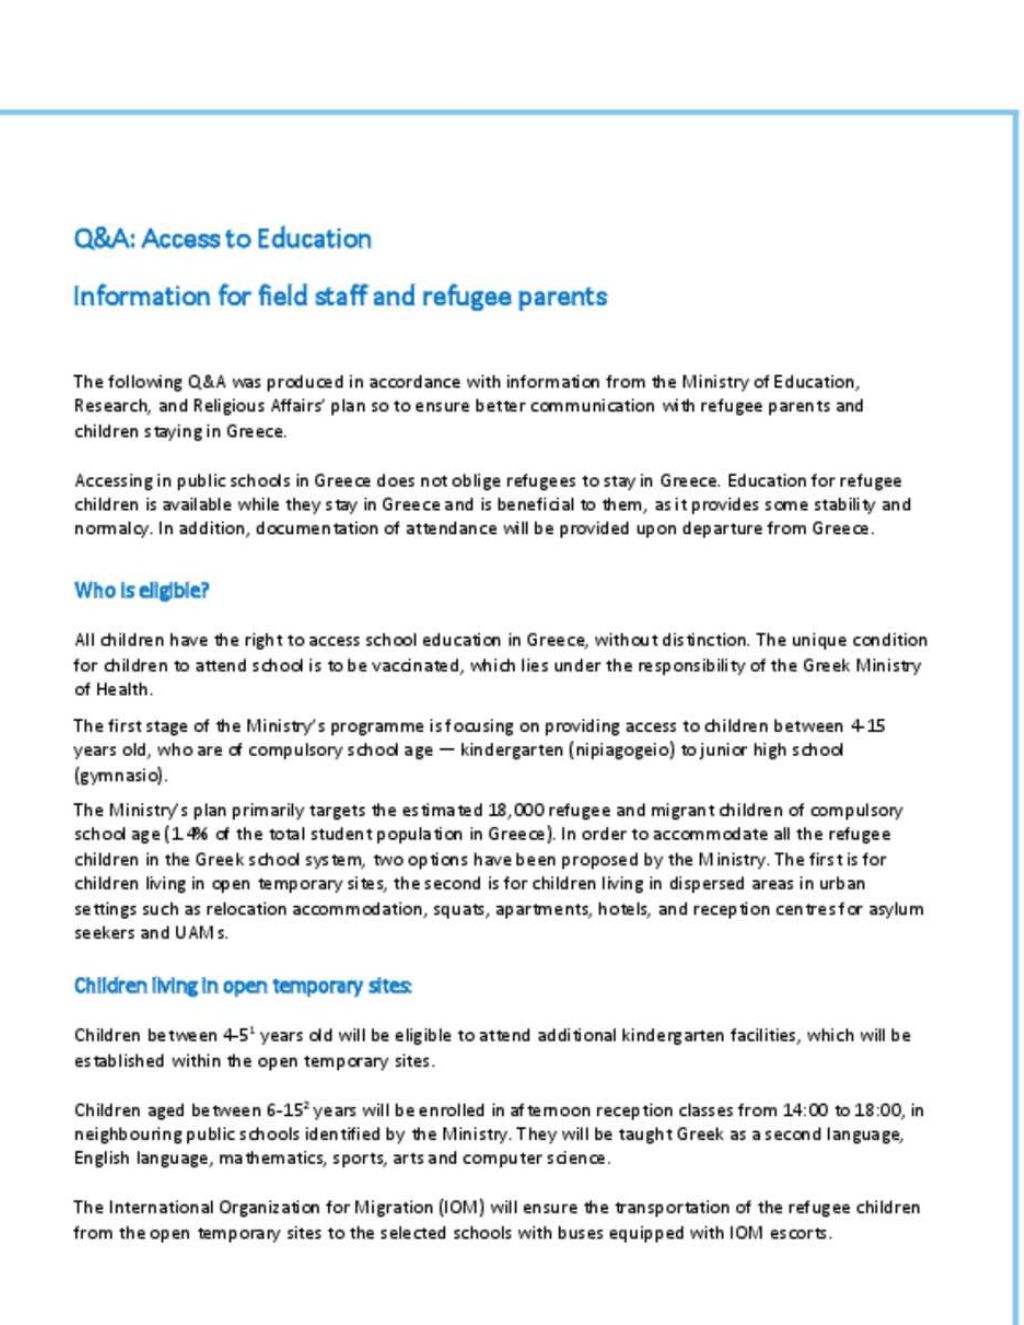 Q&A: Access to Education
Information for field staff and refugee parents
The following Q&A was produced in accordance with information from the Ministry of Education,
Research, and Religious Affairs' plan so to ensure better communication with refugee parents and
children staying in Greece.
Accessing in public schools in Greece does not oblige refugees to stay in Greece. Education for refugee
children is available while they stay in Greece and is beneficial to them, as it provides some stability and
normalcy. In addition, documentation of attendance will be provided upon departure from Greece.
Who is eligible?
All children have the right to access school education in Greece, without distinction. The unique condition
for children to attend school is to be vaccinated, which lies under the responsibility of the Greek Ministry
of Health.
The first stage of the Ministry's programme is focusing on providing access to children between 4-15
years old, who are of compulsory school age — kindergarten (nipiagogeio) to junior high school
(gymnasio).
The Ministry's plan primarily targets the estimated 18,000 refugee and migrant children of compulsory
school age (1.4% of the total student population in Greece). In order to accommodate all the refugee
children in the Greek school system, two options have been proposed by the Ministry. The first is for
children living in open temporary sites, the second is for children living in dispersed areas in urban
settings such as relocation accommodation, squats, apartments, hotels, and reception centres for asylum
seekers and UAMs.
Children living in open temporary sites:
Children between 4-5¹ years old will be eligible to attend additional kindergarten facilities, which will be
established within the open temporary sites.
Children aged between 6-15² years will be enrolled in afternoon reception classes from 14:00 to 18:00, in
neighbouring public schools identified by the Ministry. They will be taught Greek as a second language,
English language, mathematics, sports, arts and computer science.
The International Organization for Migration (IOM) will ensure the transportation of the refugee children
from the open temporary sites to the selected schools with buses equipped with IOM escorts.